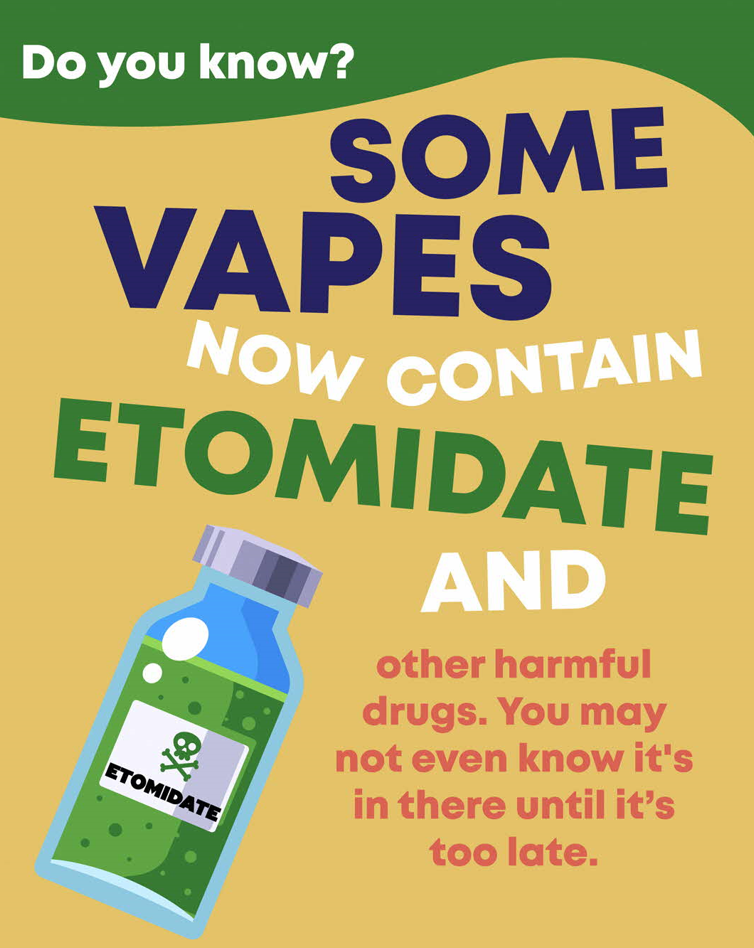 Do you know?
SOME
VAPES
NOW CONTAIN
ETOMIDATE
AND
other harmful
drugs. You may
not even know it's
in there until it’s
too late.
ETOMIDATE